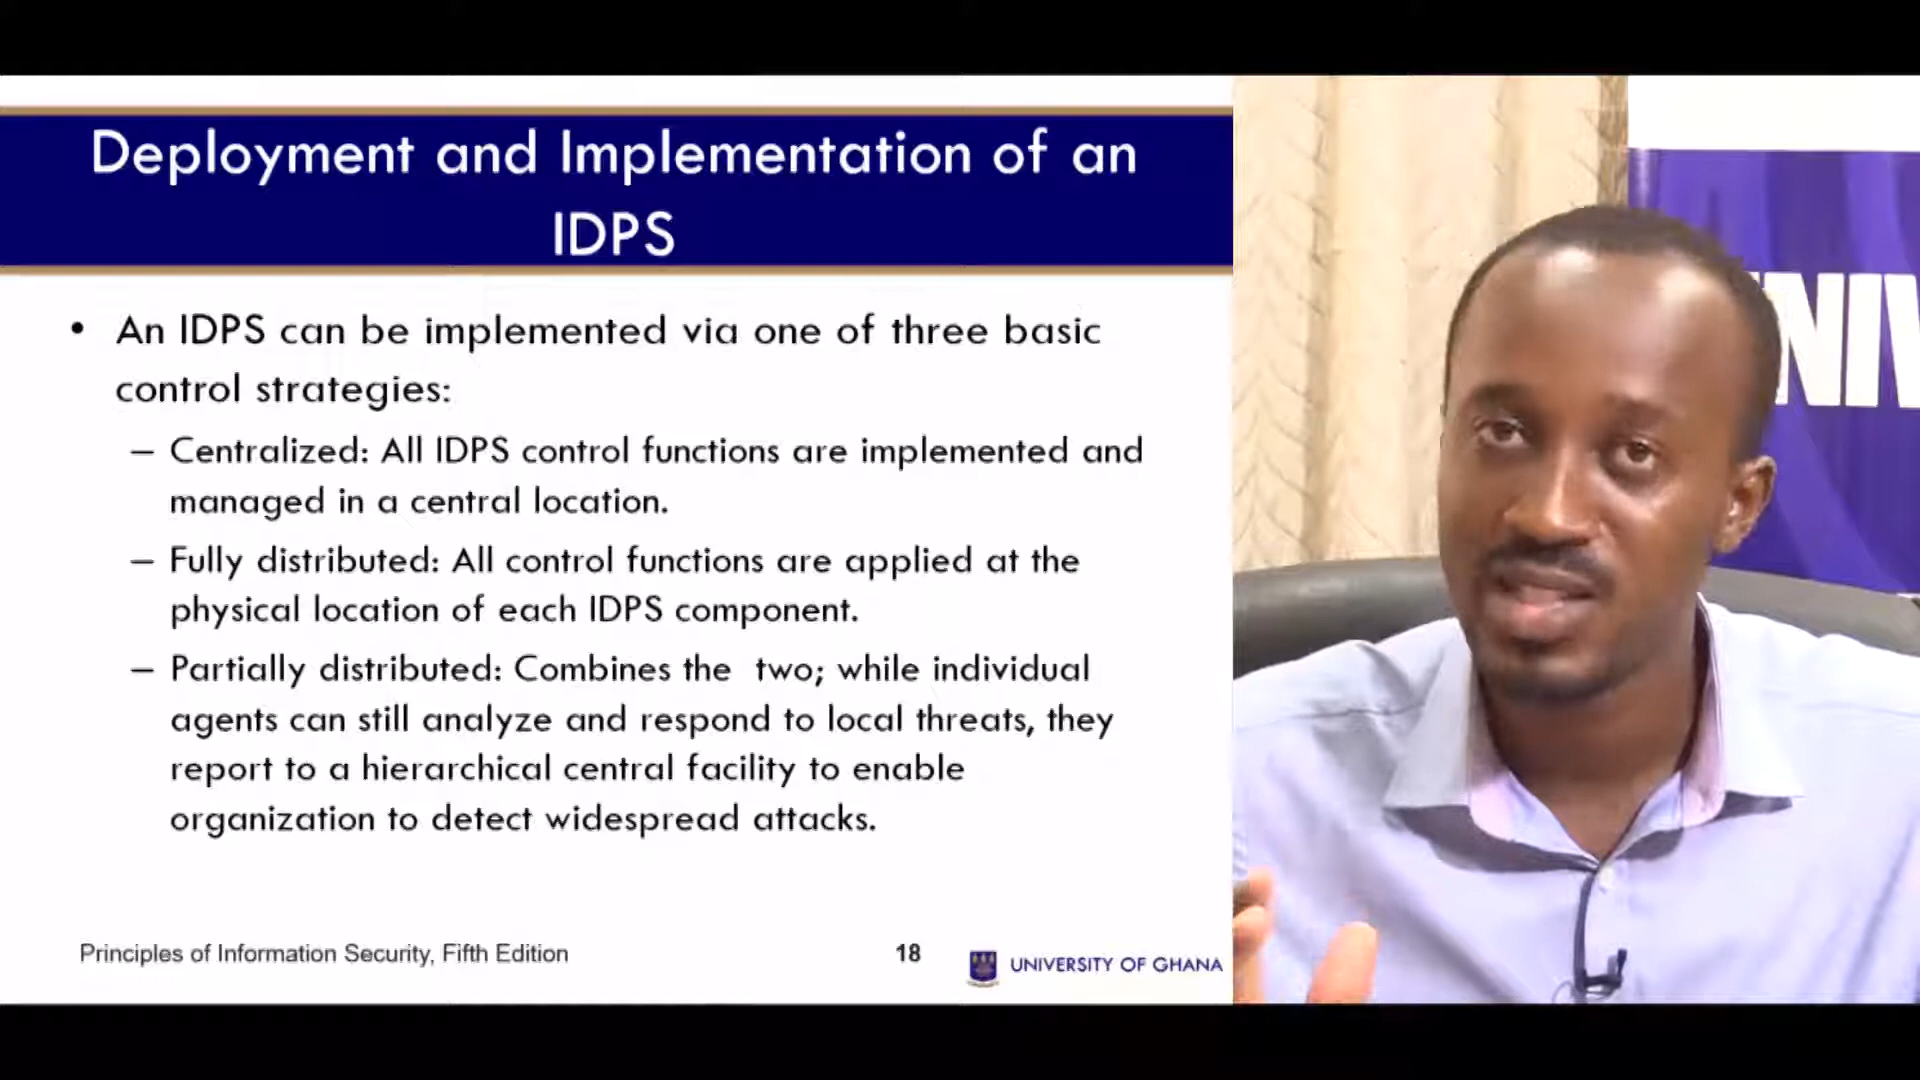 Deployment and Implementation of an
IDPS
• An IDPS can be implemented via one of three basic
control strategies:
– Centralized: All IDPS control functions are implemented and
managed in a central location.
– Fully distributed: All control functions are applied at the
physical location of each IDPS component.
– Partially distributed: Combines the  two; while individual
agents can still analyze and respond to local threats, they
report to a hierarchical central facility to enable
organization to detect widespread attacks.
Principles of Information Security, Fifth Edition
18
UNIVERSITY OF GHANA
NIV